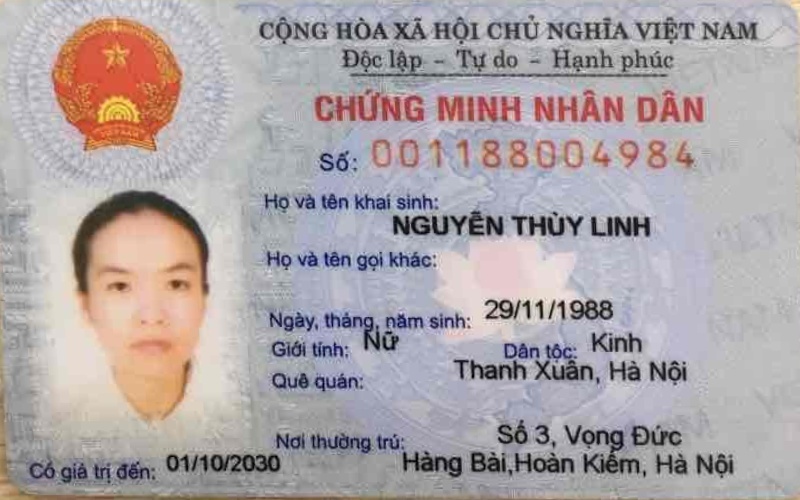 CỘNG HÒA XÃ HỘI CHỦ NGHĨA VIỆT NAM
Độc lập - Tự do - Hạnh phúc
CHỨNG MINH NHÂN DÂN
Số: 001188004984
Họ và tên khai sinh:
NGUYỄN THÙY LINH
Họ và tên gọi khác:
Ngày, tháng, năm sinh: 29/11/1988
Giới tính: Nữ Dân tộc: Kinh
Quê quán: Thanh Xuân, Hà Nội
Nơi thường trú: Số 3, Vọng Đức
Hàng Bài,Hoàn Kiếm, Hà Nội
Có giá trị đến: 01/10/2030